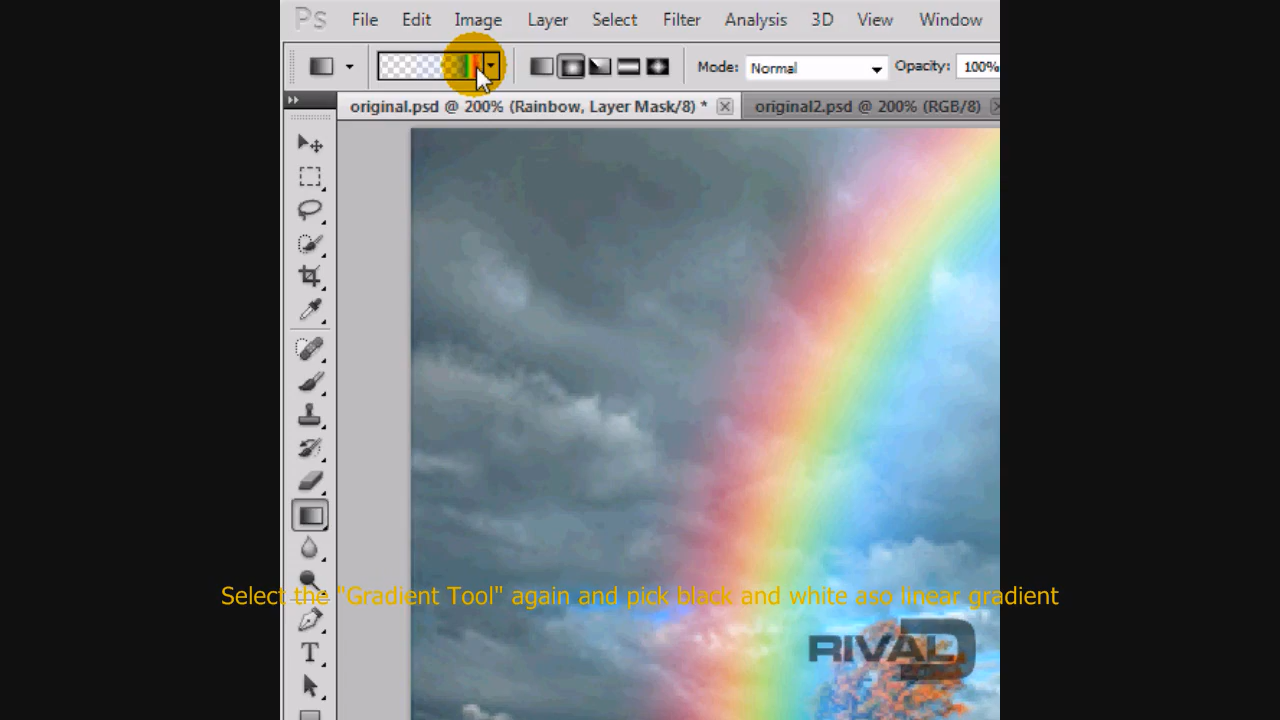 Ps File Edit Image Layer Select Filter Analysis 3D View Window
Mode: Normal Opacity: 100%
original.psd @ 200% (Rainbow, Layer Mask/8) * original2.psd @ 200% (RGB/8)
Select the "Gradient Tool" again and pick black and white aso linear gradient
RIVALD
T